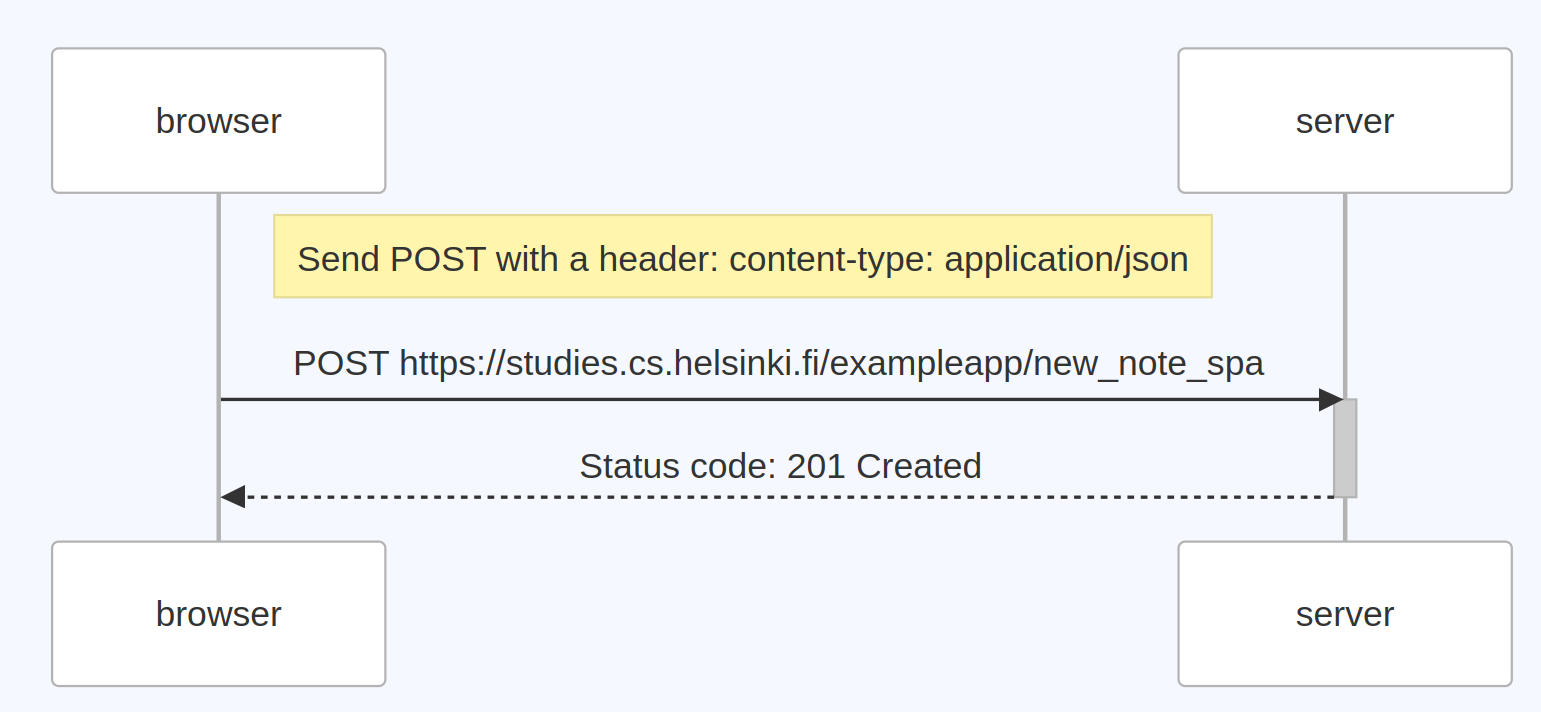 browser
server
Send POST with a header: content-type: application/json
POST https://studies.cs.helsinki.fi/exampleapp/new_note_spa
Status code: 201 Created
browser
server